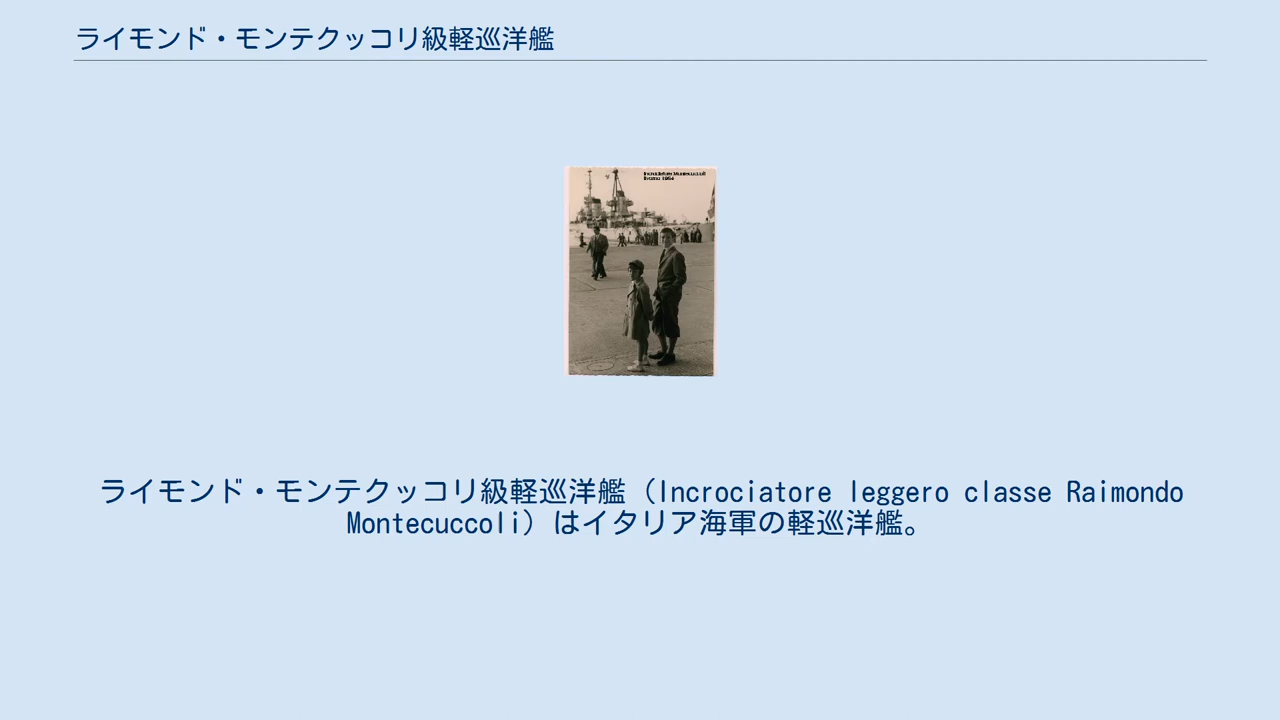 ライモンド・モンテクッコリ級軽巡洋艦
Incrociatore Montecuccoli
ライモンド・モンテクッコリ級軽巡洋艦（Incrociatore leggero classe Raimondo
Montecuccoli）はイタリア海軍の軽巡洋艦。